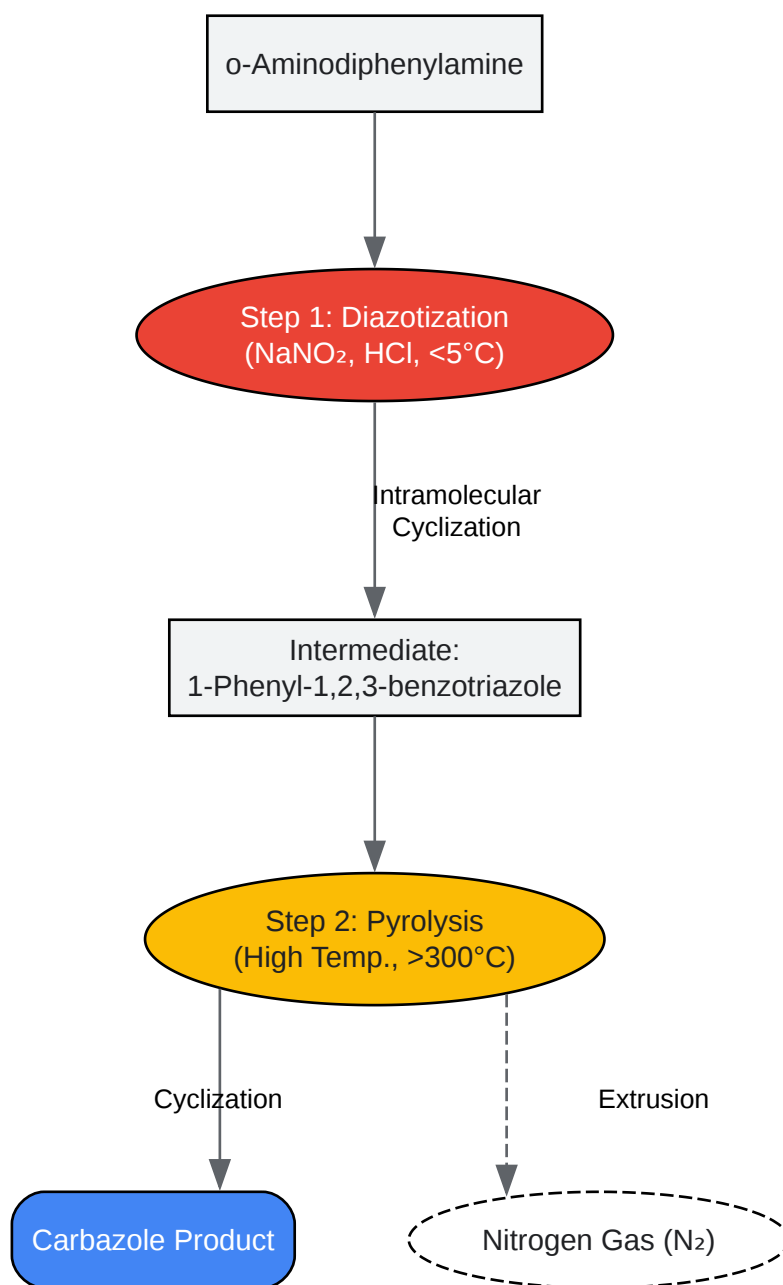 o-Aminodiphenylamine
Step 1: Diazotization
(NaNO₂, HCl, <5°C)
Intramolecular
Cyclization
Intermediate:
1-Phenyl-1,2,3-benzotriazole
Step 2: Pyrolysis
(High Temp., >300°C)
Cyclization
Extrusion
Carbazole Product
Nitrogen Gas (N₂)